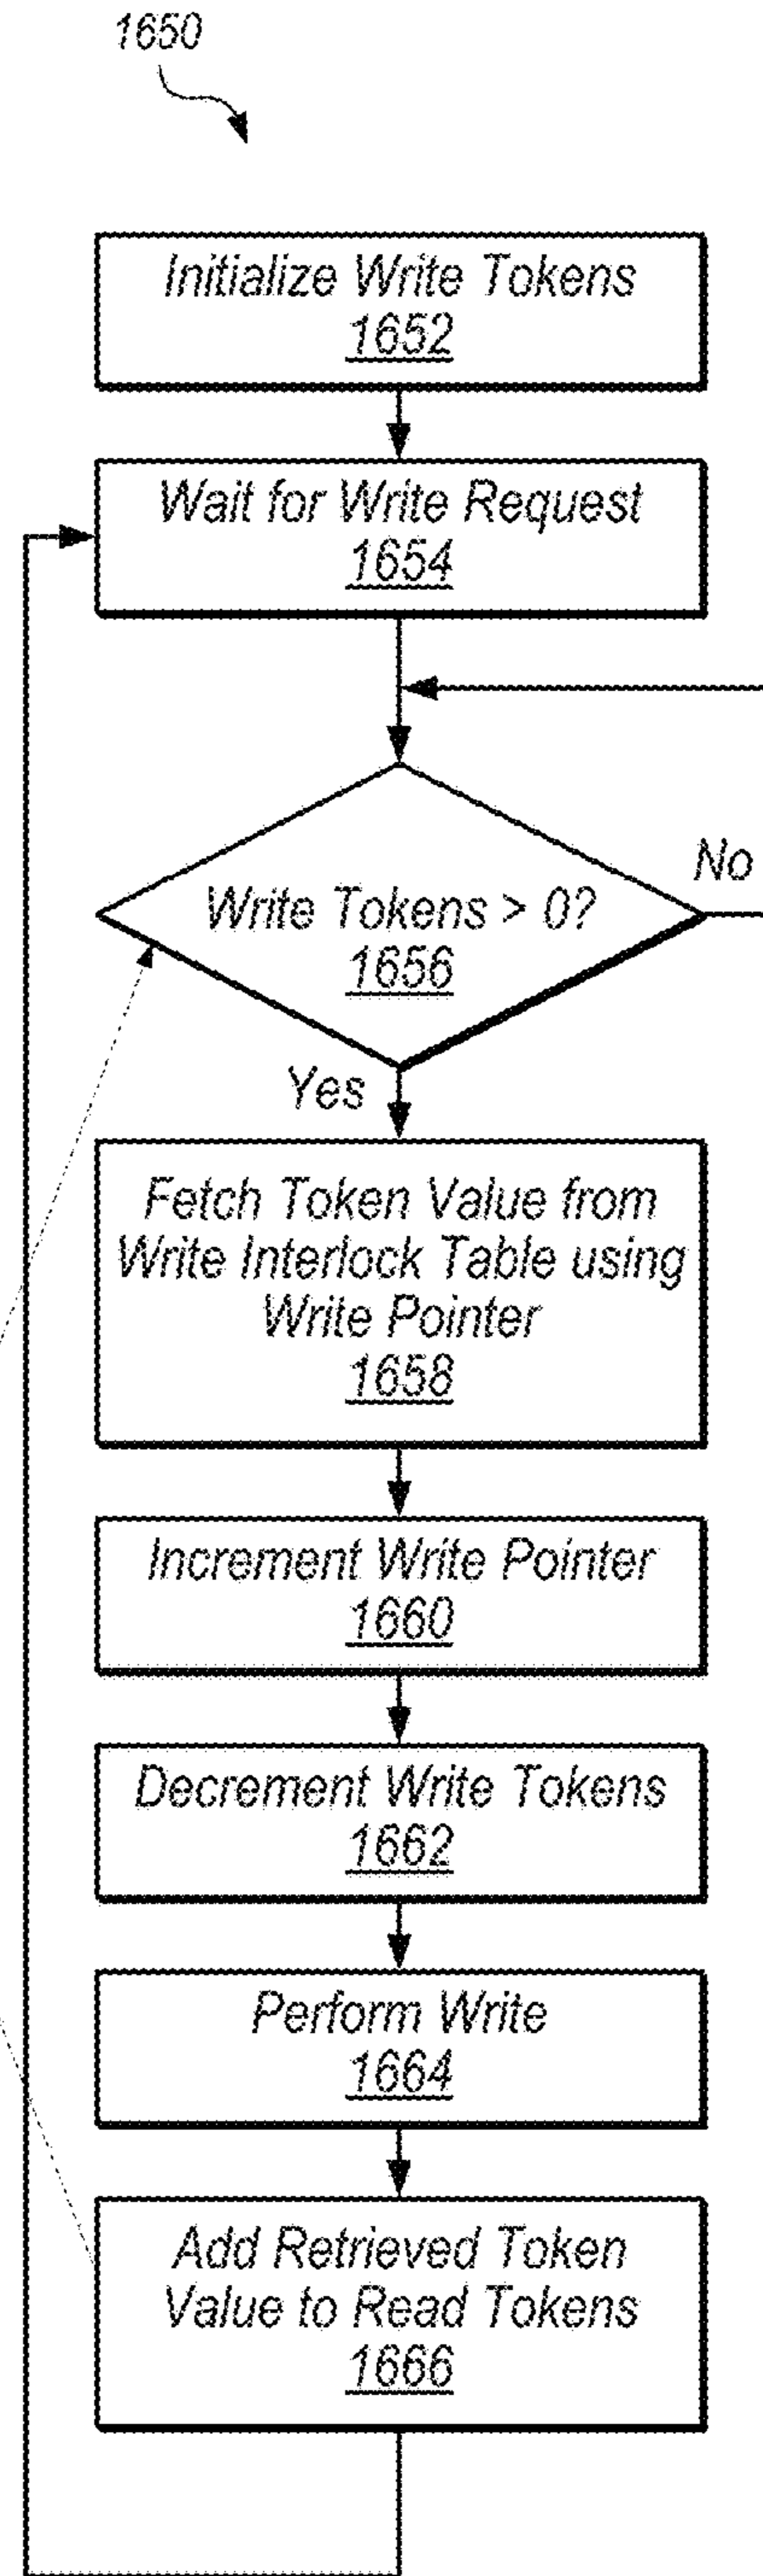 1650
Initialize Write Tokens
1652
Wait for Write Request
1654
No
Write Tokens > 0?
1656
Yes
Fetch Token Value from
Write Interlock Table using
Write Pointer
1658
Increment Write Pointer
1660
Decrement Write Tokens
1662
Perform Write
1664
Add Retrieved Token
Value to Read Tokens
1666